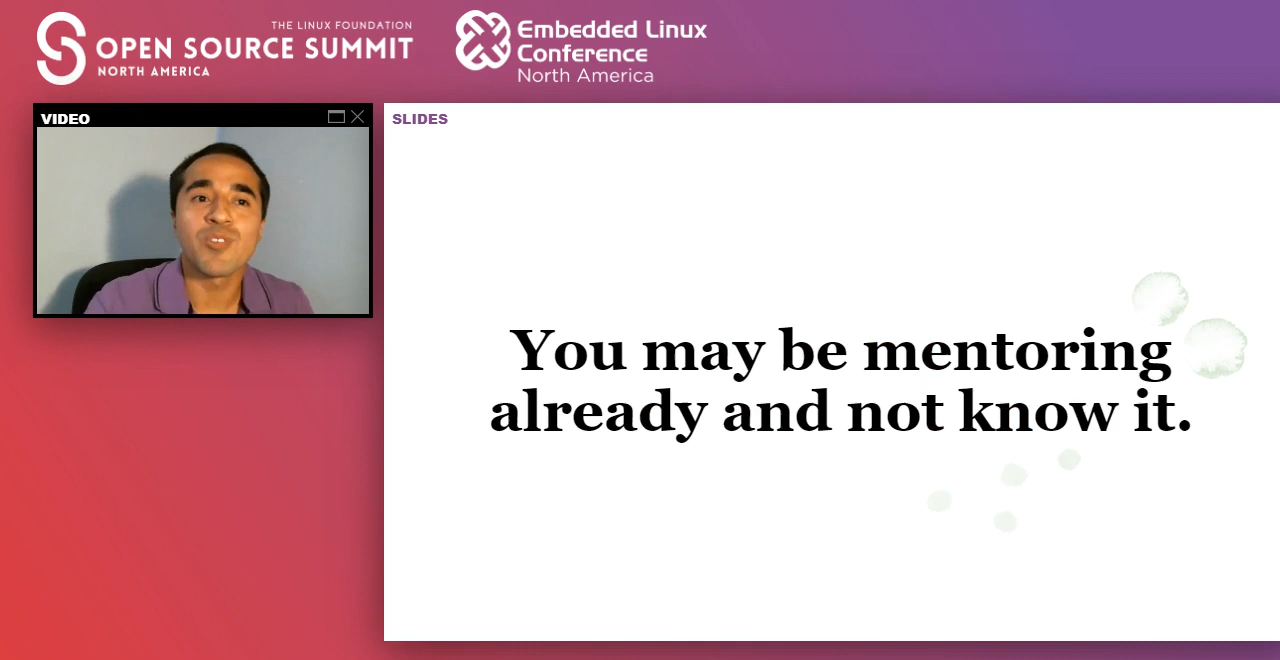 THE LINUX FOUNDATION
OPEN SOURCE SUMMIT
NORTH AMERICA
Embedded Linux
Conference
North America
VIDEO
SLIDES
You may be mentoring
already and not know it.